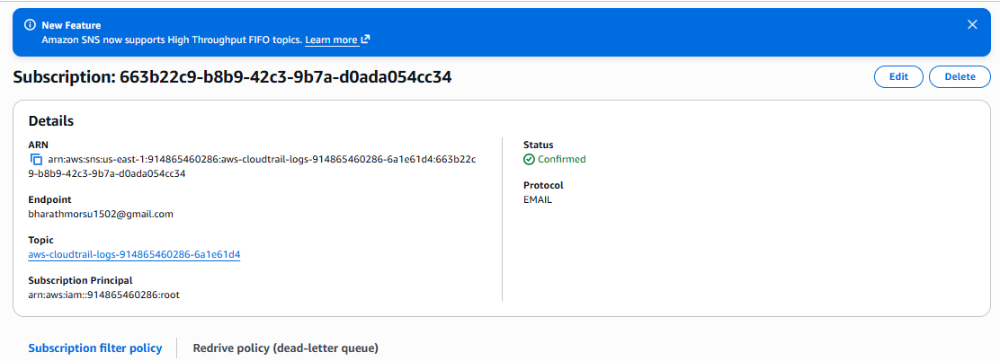 New Feature
Amazon SNS now supports High Throughput FIFO topics. Learn more
Subscription: 663b22c9-b8b9-42c3-9b7a-d0ada054cc34
Edit
Delete
Details
ARN
arn:aws:sns:us-east-1:914865460286:aws-cloudtrail-logs-914865460286-6a1e61d4:663b22c
9-b8b9-42c3-9b7a-d0ada054cc34
Endpoint
bharathmorsu1502@gmail.com
Topic
aws-cloudtrail-logs-914865460286-6a1e61d4
Subscription Principal
arn:aws:iam::914865460286:root
Status
Confirmed
Protocol
EMAIL
Subscription filter policy
Redrive policy (dead-letter queue)